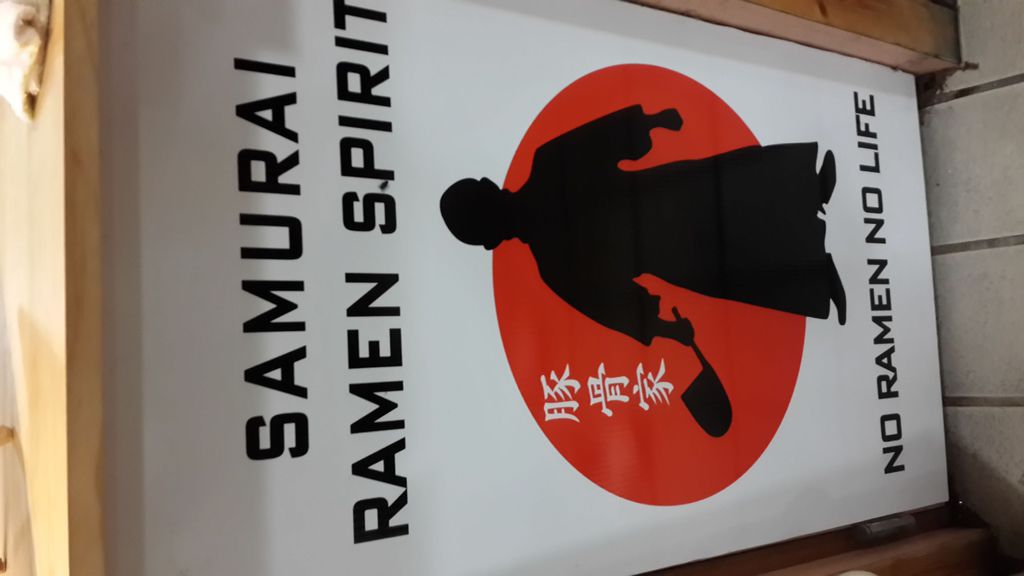 SAMURAI
RAMEN SPIRIT
豚骨家
NO RAMEN NO LIFE